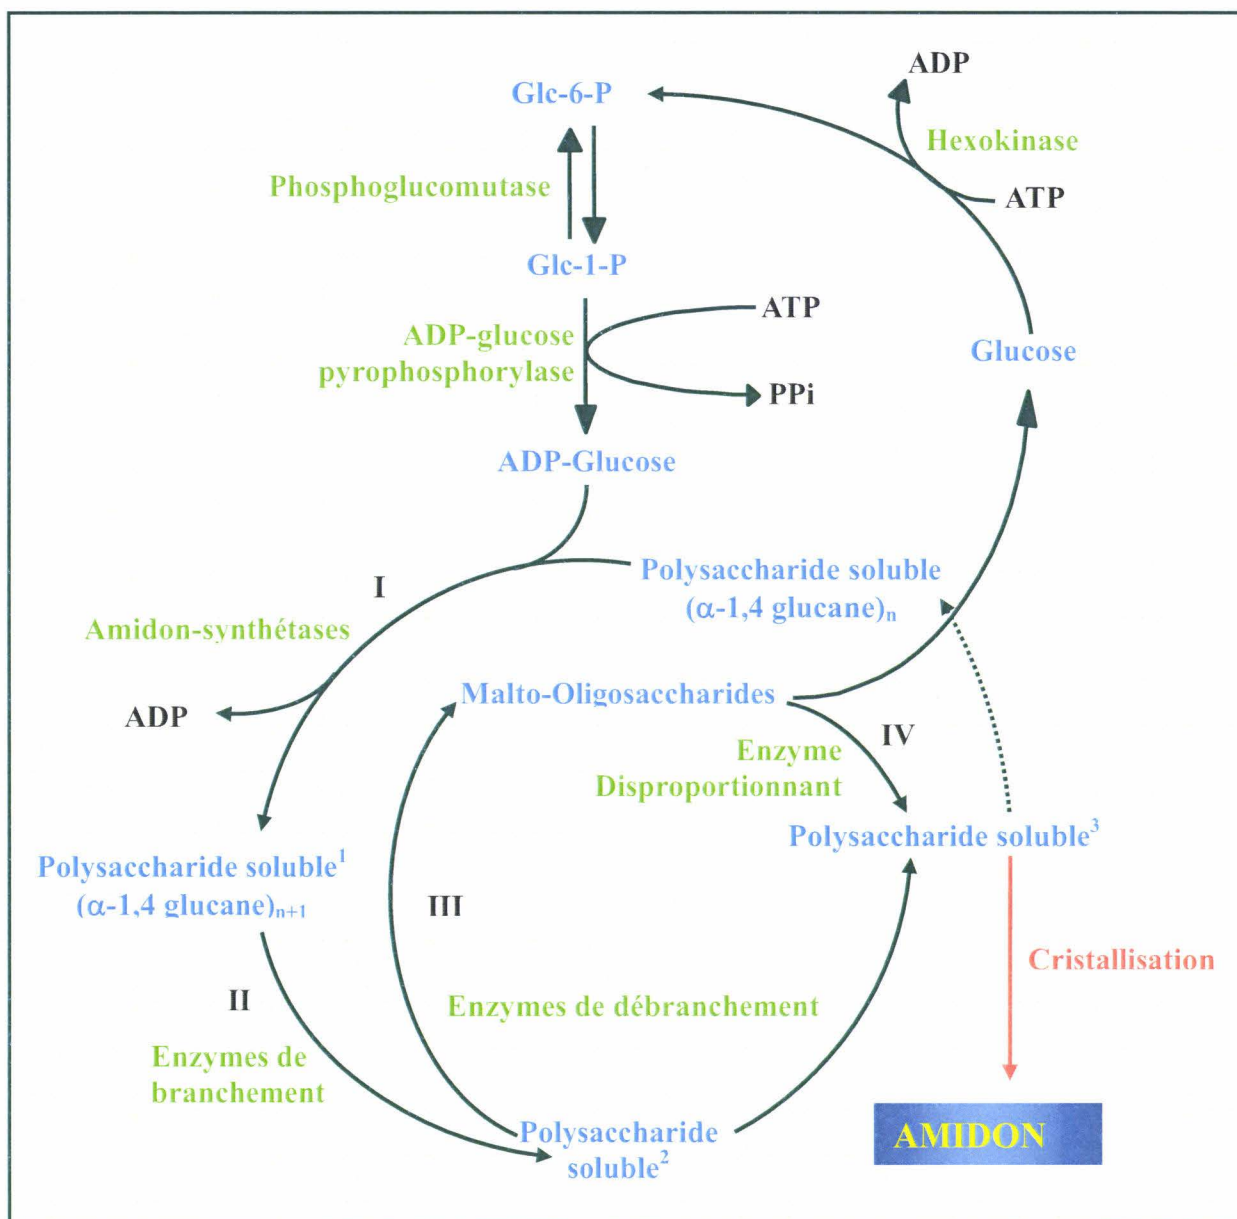 ADP
Glc-6-P
Hexokinase
Phosphoglucomutase
ATP
Glc-1-P
ATP
ADP-glucose
pyrophosphorylase
Glucose
PPi
ADP-Glucose
Polysaccharide soluble
(α-1,4 glucane)n
I
Amidon-synthétases
Malto-Oligosaccharides
ADP
IV
Enzyme
Disproportionnant
Polysaccharide soluble³
Polysaccharide soluble¹
(α-1,4 glucane)n+1
III
Cristallisation
II
Enzymes de débranchement
Enzymes de
branchement
Polysaccharide
soluble²
AMIDON